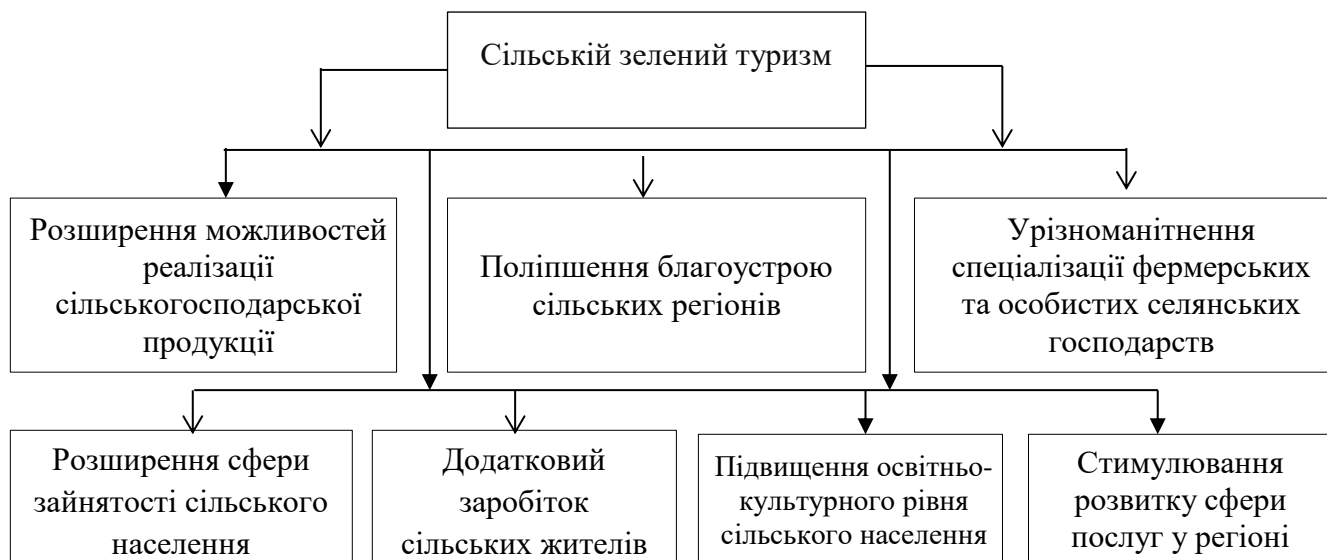 Сільській зелений туризм
Розширення можливостей
реалізації
сільськогосподарської
продукції
Поліпшення благоустрою
сільських регіонів
Урізноманітнення
спеціалізації фермерських
та особистих селянських
господарств
Розширення сфери
зайнятості сільського
населення
Додатковий
заробіток
сільських жителів
Підвищення освітньо-
культурного рівня
сільського населення
Стимулювання
розвитку сфери
послуг у регіоні